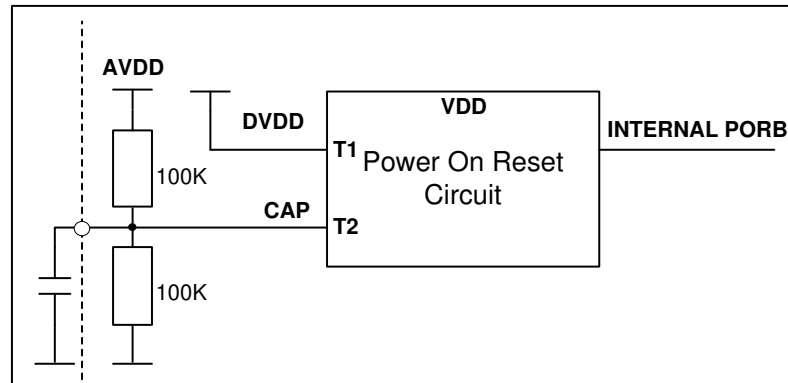 AVDD
DVDD
VDD
INTERNAL PORB
T1
Power On Reset
Circuit
100K
CAP
T2
100K